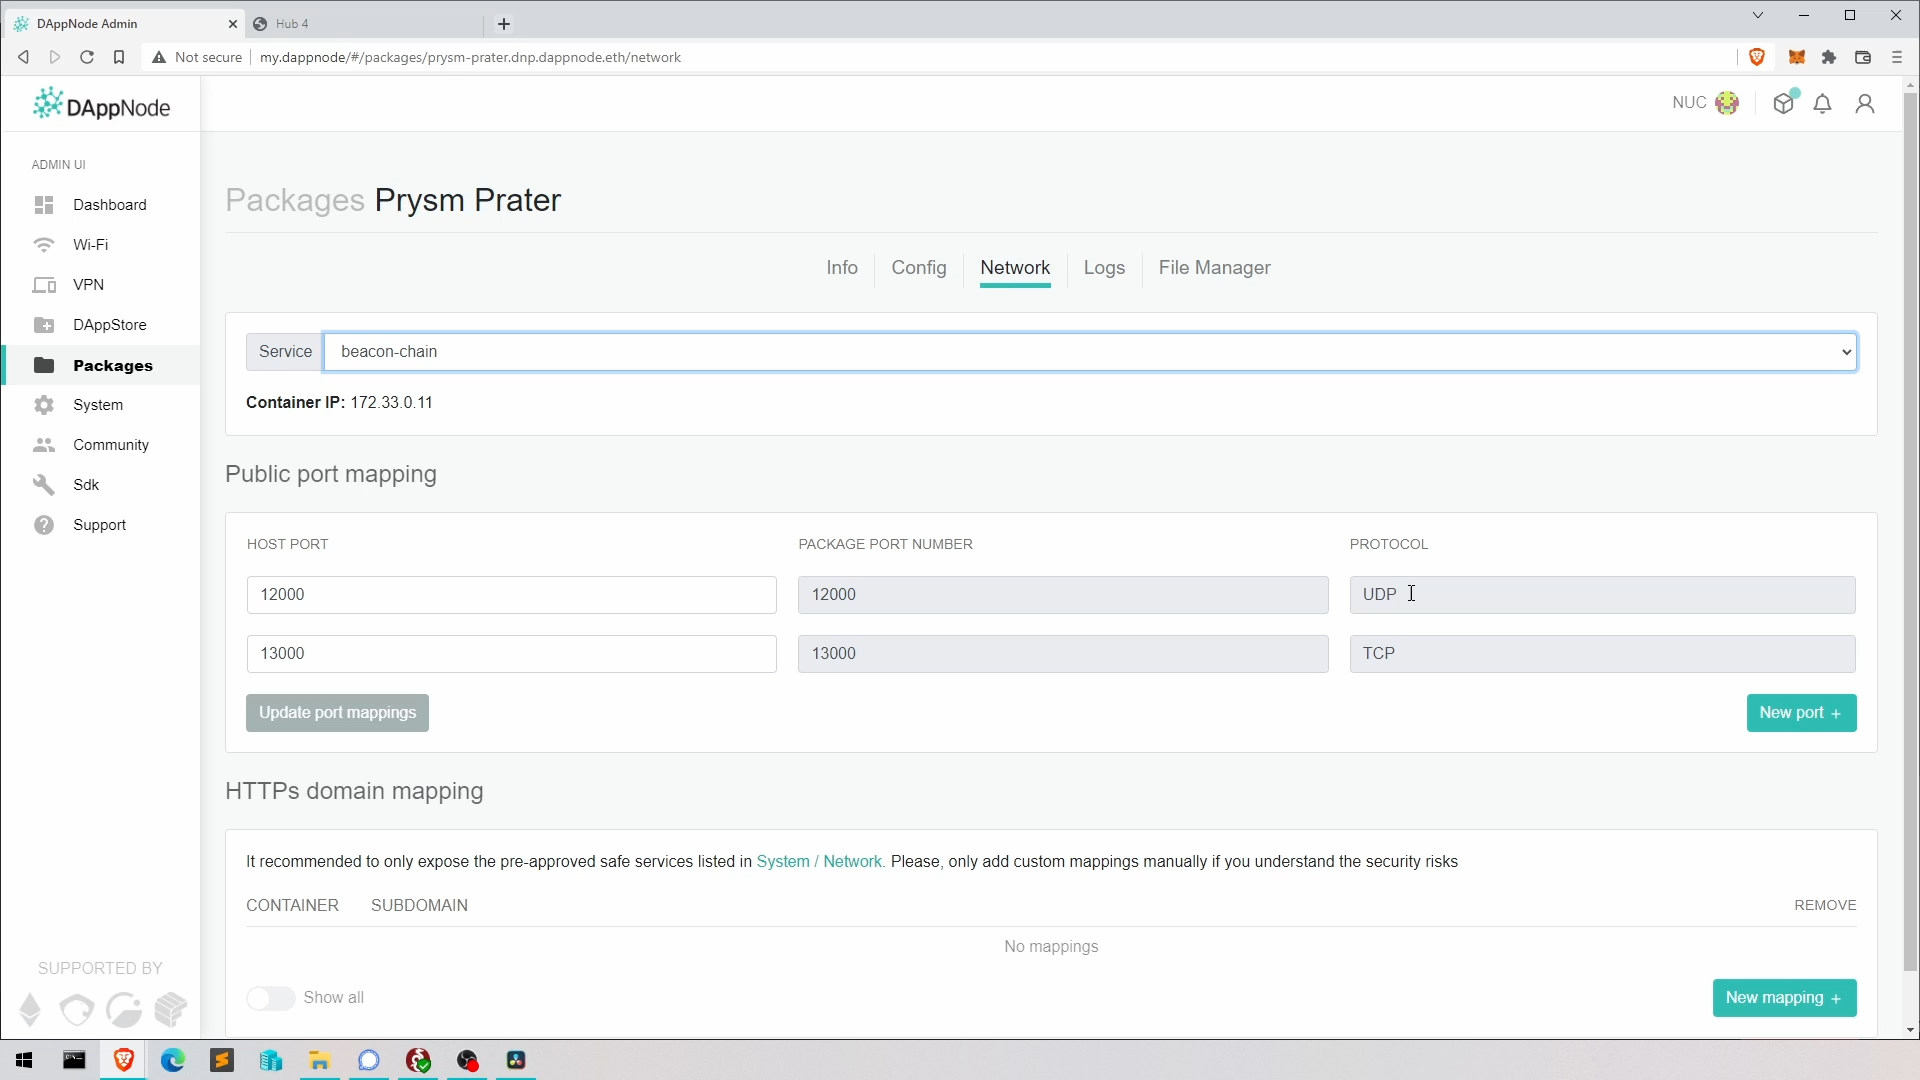 DAppNode Admin
Hub 4
Not secure
my.dappnode/#/packages/prysm-prater.dnp.dappnode.eth/network
DAppNode
NUC
ADMIN UI
Dashboard
Wi-Fi
VPN
DAppStore
Packages
System
Community
Sdk
Support
SUPPORTED BY
Packages Prysm Prater
Info
Config
Network
Logs
File Manager
Service
beacon-chain
Container IP: 172.33.0.11
Public port mapping
HOST PORT
PACKAGE PORT NUMBER
PROTOCOL
12000
12000
UDP
13000
13000
TCP
Update port mappings
New port +
HTTPs domain mapping
It recommended to only expose the pre-approved safe services listed in System / Network. Please, only add custom mappings manually if you understand the security risks
CONTAINER
SUBDOMAIN
REMOVE
No mappings
Show all
New mapping +